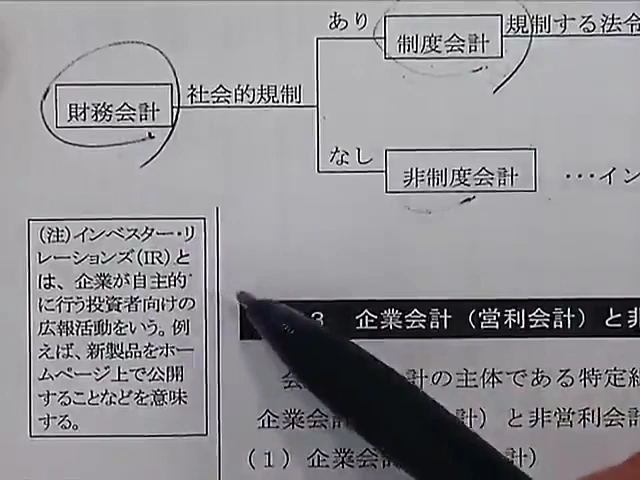 あり
制度会計
規制する法令
財務会計
社会的規制
なし
非制度会計
…イン
(注)インベスター・リ
レーションズ(IR)と
は、企業が自主的
に行う投資者向けの
広報活動をいう。例
えば、新製品をホー
ムページ上で公開
することなどを意味
する。
3 企業会計(営利会計)と非
計の主体である特定
企業会 計)と非営利会
(1)企業会 計)